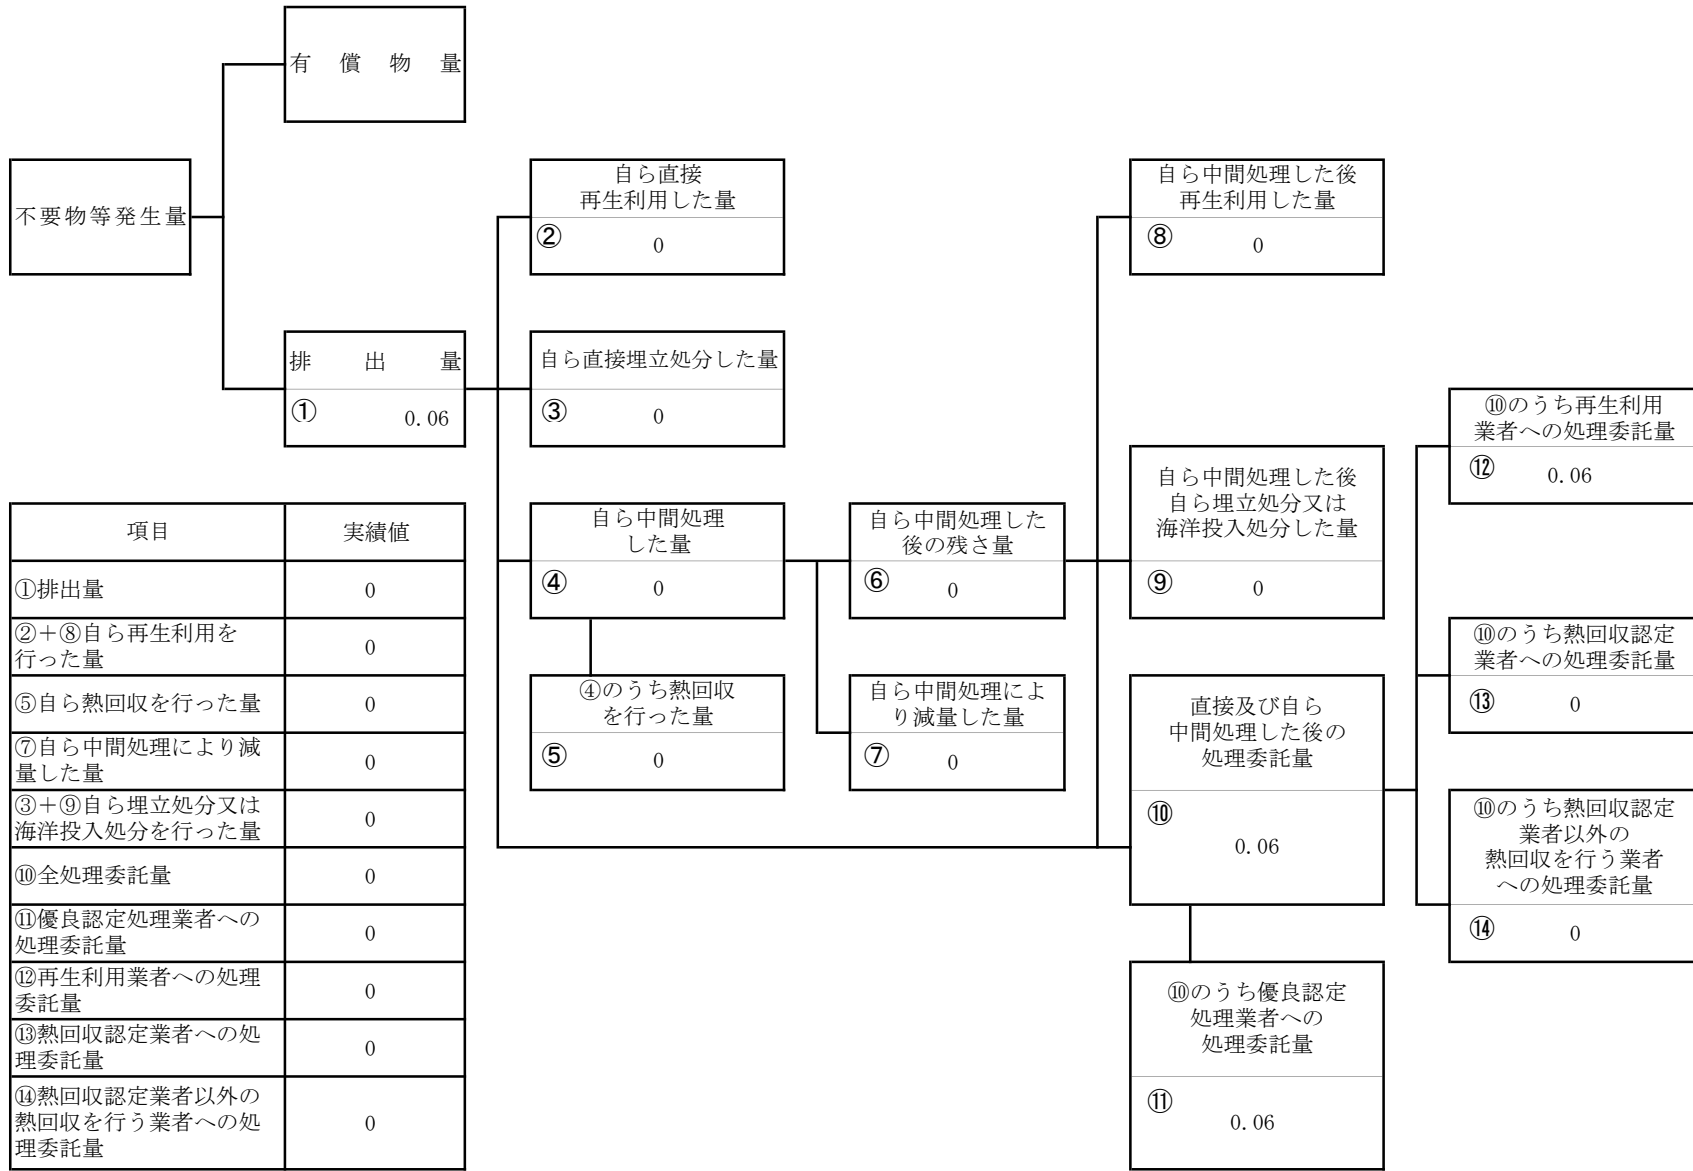 有償物量
不要物等発生量
排出量
① 0.06
自ら直接
再生利用した量
② 0
自ら直接埋立処分した量
③ 0
自ら中間処理
した量
④ 0
④のうち熱回収
を行った量
⑤ 0
自ら中間処理した
後の残さ量
⑥ 0
自ら中間処理によ
り減量した量
⑦ 0
自ら中間処理した後
再生利用した量
⑧ 0
自ら中間処理した後
自ら埋立処分又は
海洋投入処分した量
⑨ 0
直接及び自ら
中間処理した後の
処理委託量
⑩
0.06
⑩のうち優良認定
処理業者への
処理委託量
⑪
0.06
⑩のうち再生利用
業者への処理委託量
⑫ 0.06
⑩のうち熱回収認定
業者への処理委託量
⑬ 0
⑩のうち熱回収認定
業者以外の
熱回収を行う業者
への処理委託量
⑭ 0
項目 実績値
①排出量 0
②+⑧自ら再生利用を
行った量 0
⑤自ら熱回収を行った量 0
⑦自ら中間処理により減
量した量 0
③+⑨自ら埋立処分又は
海洋投入処分を行った量 0
⑩全処理委託量 0
⑪優良認定処理業者への
処理委託量 0
⑫再生利用業者への処理
委託量 0
⑬熱回収認定業者への処
理委託量 0
⑭熱回収認定業者以外の
熱回収を行う業者への処 0
理委託量